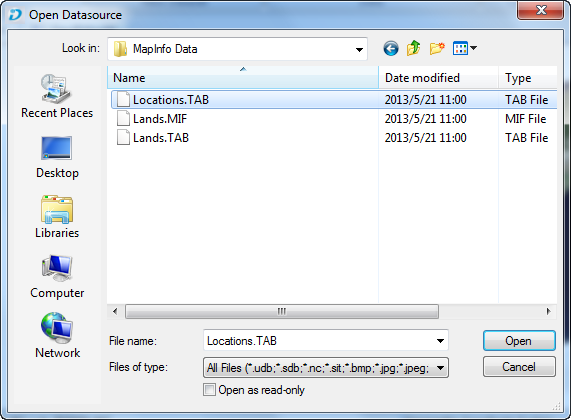 Open Datasource
Look in: MapInfo Data
Name Date modified Type
Locations.TAB 2013/5/21 11:00 TAB File
Lands.MIF 2013/5/21 11:00 MIF File
Lands.TAB 2013/5/21 11:00 TAB File
Recent Places
Desktop
Libraries
Computer
Network
File name: Locations.TAB Open
Files of type: All Files (*.udb;*.sdb;*.nc;*.sit;*.bmp;*.jpg;*.jpeg; Cancel
Open as read-only